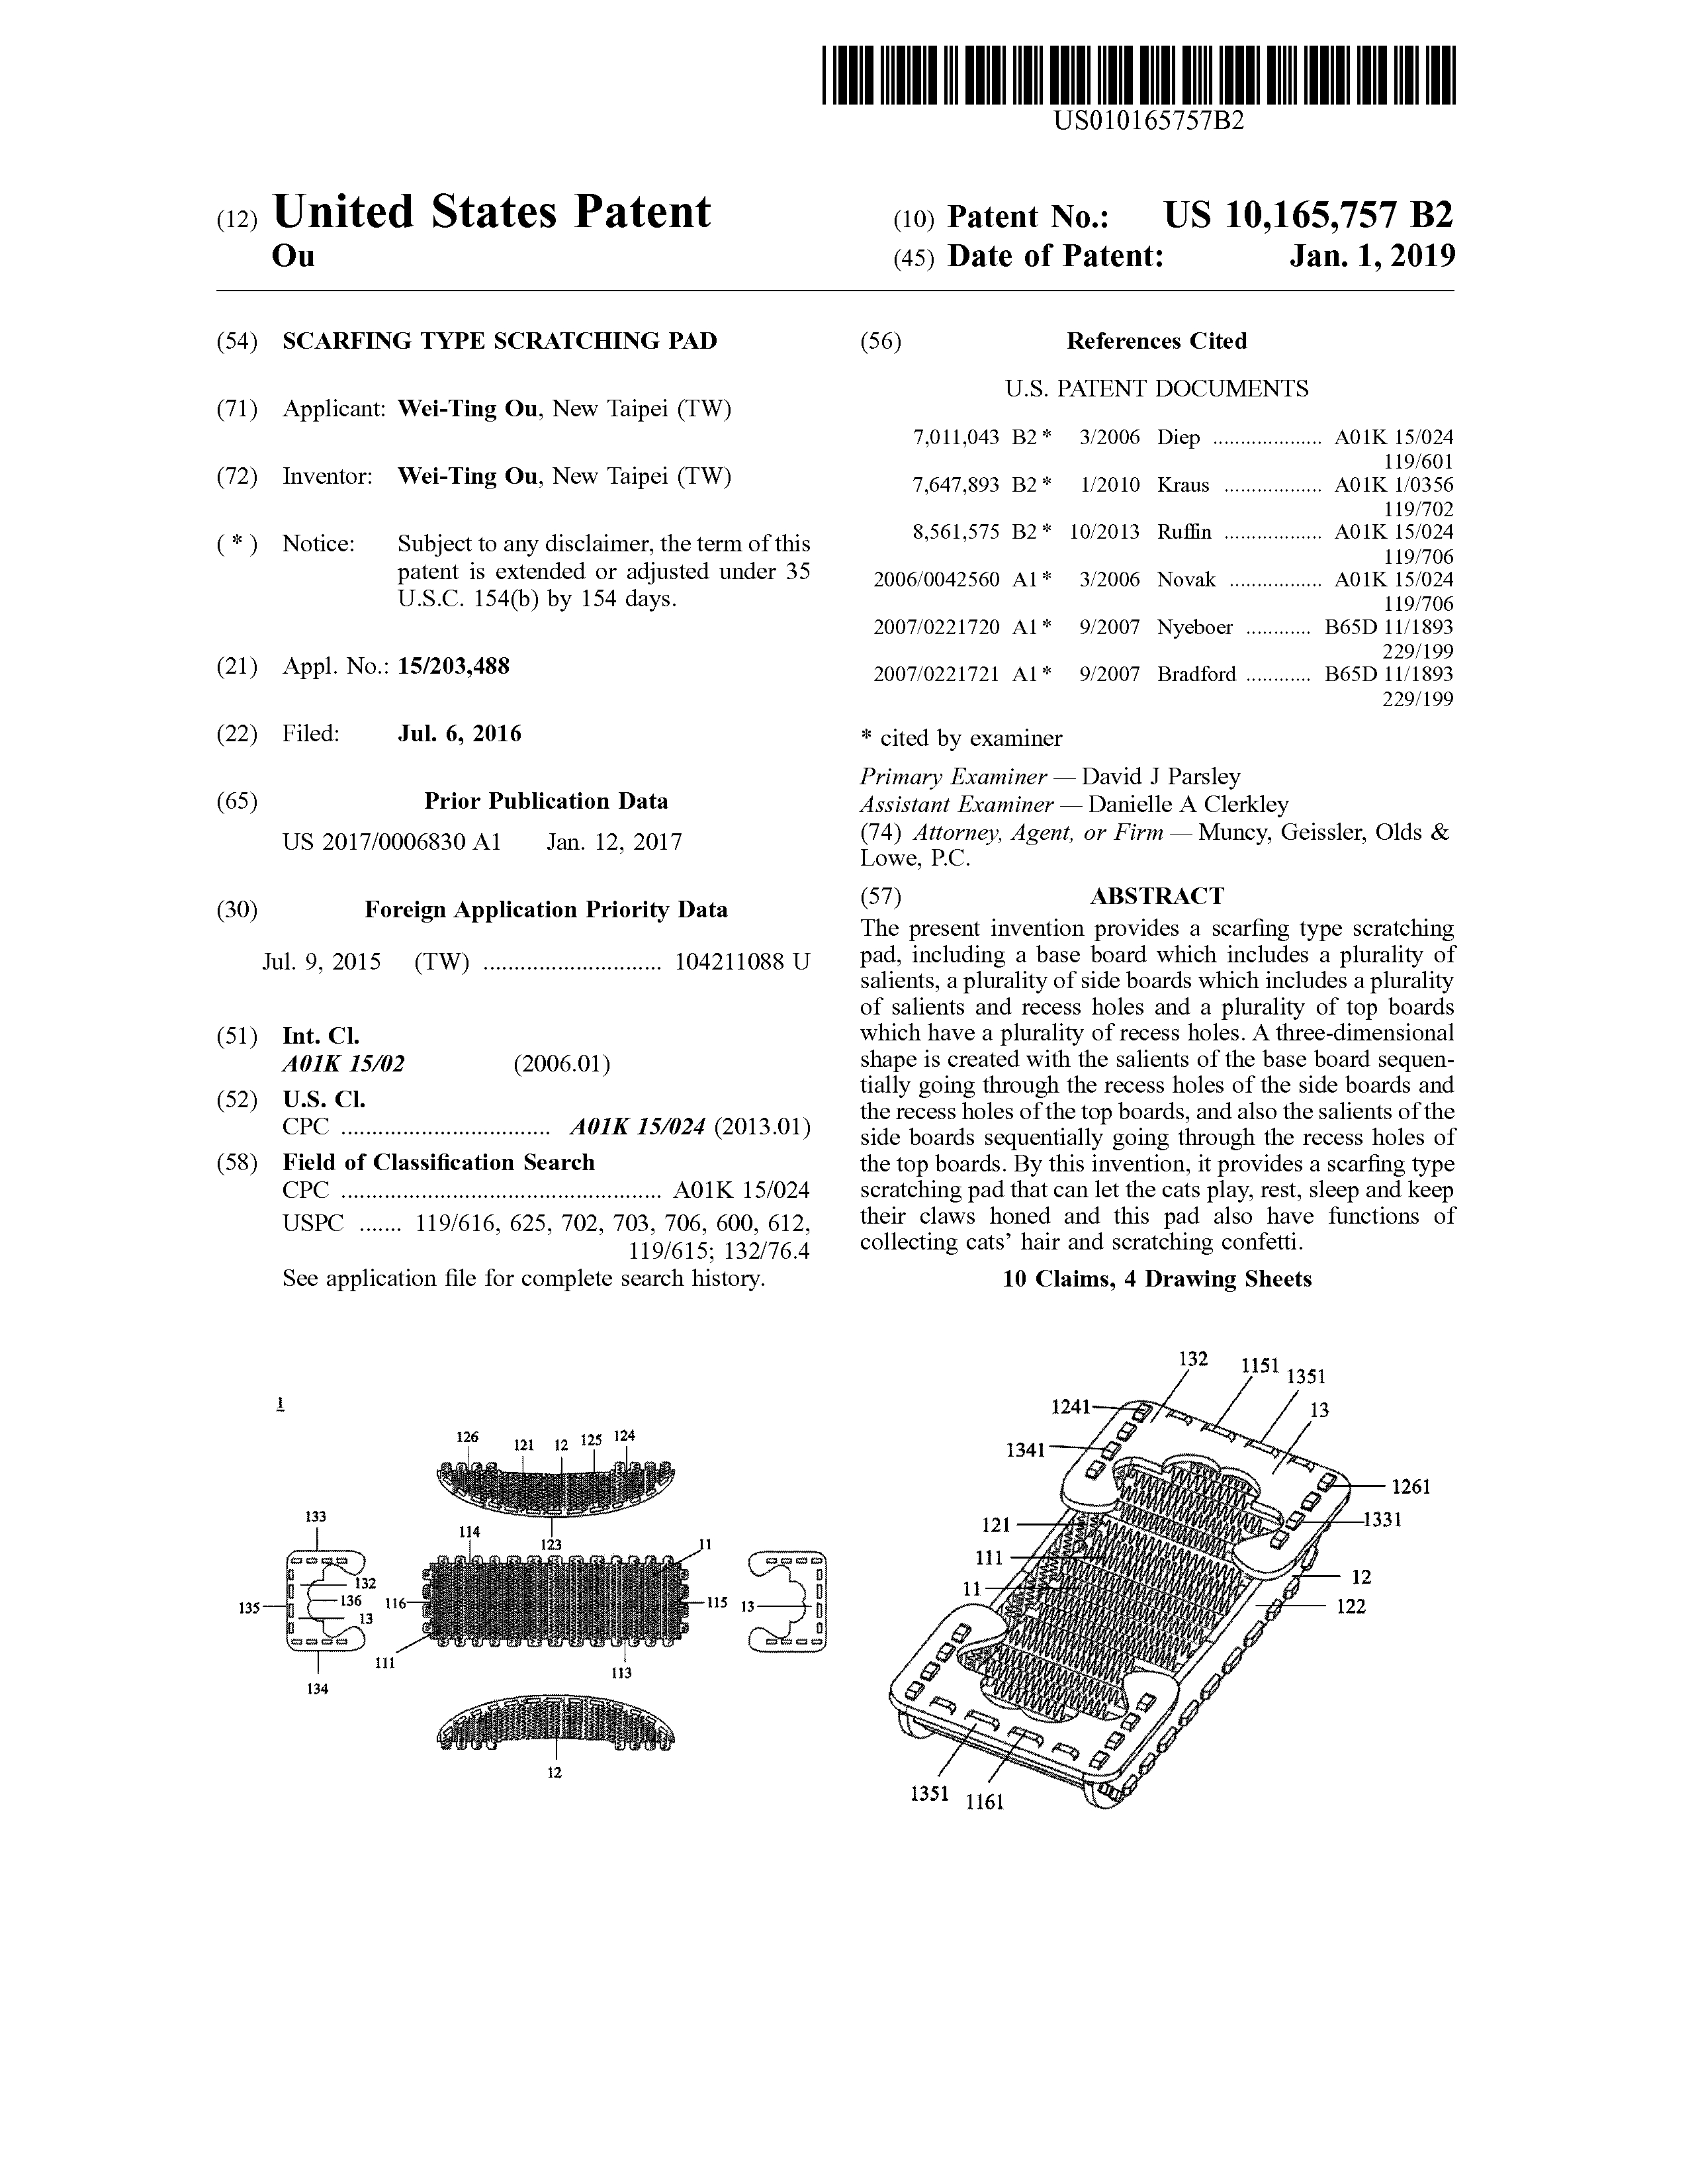 US010165757B2
(12) United States Patent
Ou
(10) Patent No.: US 10,165,757 B2
(45) Date of Patent: Jan. 1, 2019
(54) SCARFING TYPE SCRATCHING PAD
(71) Applicant: Wei-Ting Ou, New Taipei (TW)
(72) Inventor: Wei-Ting Ou, New Taipei (TW)
( * ) Notice: Subject to any disclaimer, the term of this
patent is extended or adjusted under 35
U.S.C. 154(b) by 154 days.
(21) Appl. No.: 15/203,488
(22) Filed: Jul. 6, 2016
(65) Prior Publication Data
US 2017/0006830 A1 Jan. 12, 2017
(30) Foreign Application Priority Data
Jul. 9, 2015 (TW) ............................. 104211088 U
(51) Int. Cl.
A01K 15/02 (2006.01)
(52) U.S. Cl.
CPC .................................. A01K 15/024 (2013.01)
(58) Field of Classification Search
CPC .................................................... A01K 15/024
USPC ....... 119/616, 625, 702, 703, 706, 600, 612,
119/615; 132/76.4
See application file for complete search history.
(56) References Cited
U.S. PATENT DOCUMENTS
7,011,043 B2 * 3/2006 Diep .................... A01K 15/024
119/601
7,647,893 B2 * 1/2010 Kraus .................. A01K 1/0356
119/702
8,561,575 B2 * 10/2013 Ruffin .................. A01K 15/024
119/706
2006/0042560 A1 * 3/2006 Novak ................. A01K 15/024
119/706
2007/0221720 A1 * 9/2007 Nyeboer ............ B65D 11/1893
229/199
2007/0221721 A1 * 9/2007 Bradford ............ B65D 11/1893
229/199
* cited by examiner
Primary Examiner — David J Parsley
Assistant Examiner — Danielle A Clerkley
(74) Attorney, Agent, or Firm — Muncy, Geissler, Olds &
Lowe, P.C.
(57) ABSTRACT
The present invention provides a scarfing type scratching
pad, including a base board which includes a plurality of
salients, a plurality of side boards which includes a plurality
of salients and recess holes and a plurality of top boards
which have a plurality of recess holes. A three-dimensional
shape is created with the salients of the base board sequen-
tially going through the recess holes of the side boards and
the recess holes of the top boards, and also the salients of the
side boards sequentially going through the recess holes of
the top boards. By this invention, it provides a scarfing type
scratching pad that can let the cats play, rest, sleep and keep
their claws honed and this pad also have functions of
collecting cats' hair and scratching confetti.
10 Claims, 4 Drawing Sheets
1
126 121 12 125 124
123
133
114
11
132
136
135
13
116
115
13
111
113
134
12
132 1151 1351
1241 13
1341
1261
121
1331
111
11
12
122
1351 1161